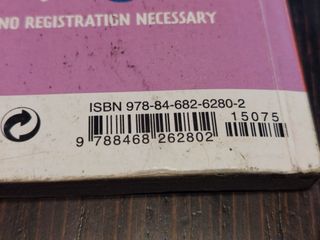 NO REGISTRATION NECESSARY
ISBN 978-84-682-6280-2
15075
9 788468 262802